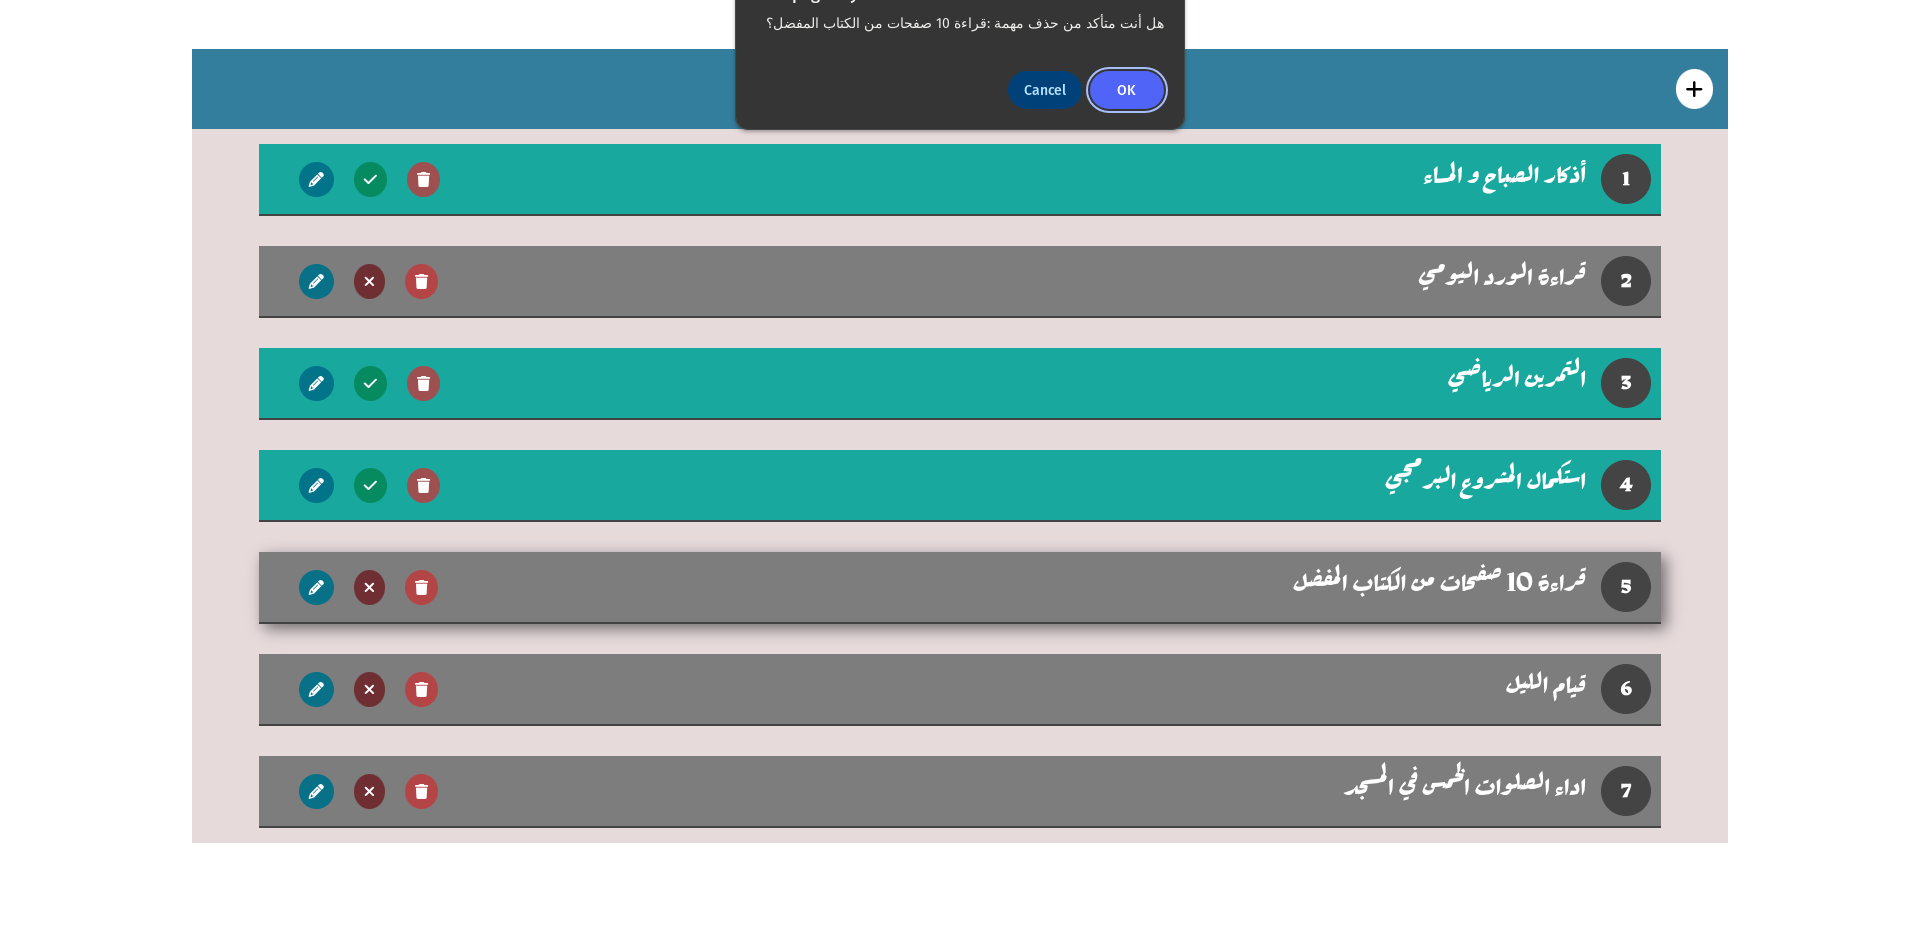 هل أنت متأكد من حذف مهمة :قراءة 10 صفحات من الكتاب المفضل؟
OK
Cancel
1
أذكار الصباح و المساء
2
قراءة الورد اليومي
3
التمرين الرياضي
4
استكمال المشروع البرمجي
5
قراءة 10 صفحات من الكتاب المفضل
6
قيام الليل
7
اداء الصلوات الخمس في المسجد